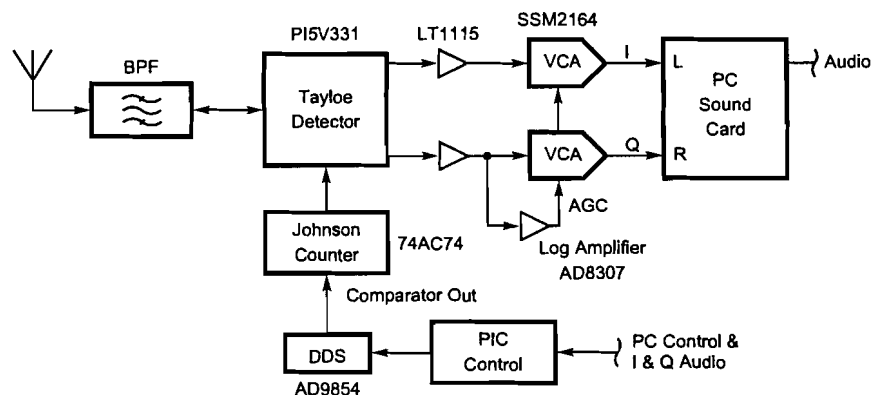 SSM2164
PI5V331
LT1115
BPF
VCA
I
L
PC
Sound
Card
Audio
Tayloe
Detector
VCA
Q
R
AGC
Johnson
Counter
74AC74
Log Amplifier
AD8307
Comparator Out
DDS
AD9854
PIC
Control
PC Control &
I & Q Audio